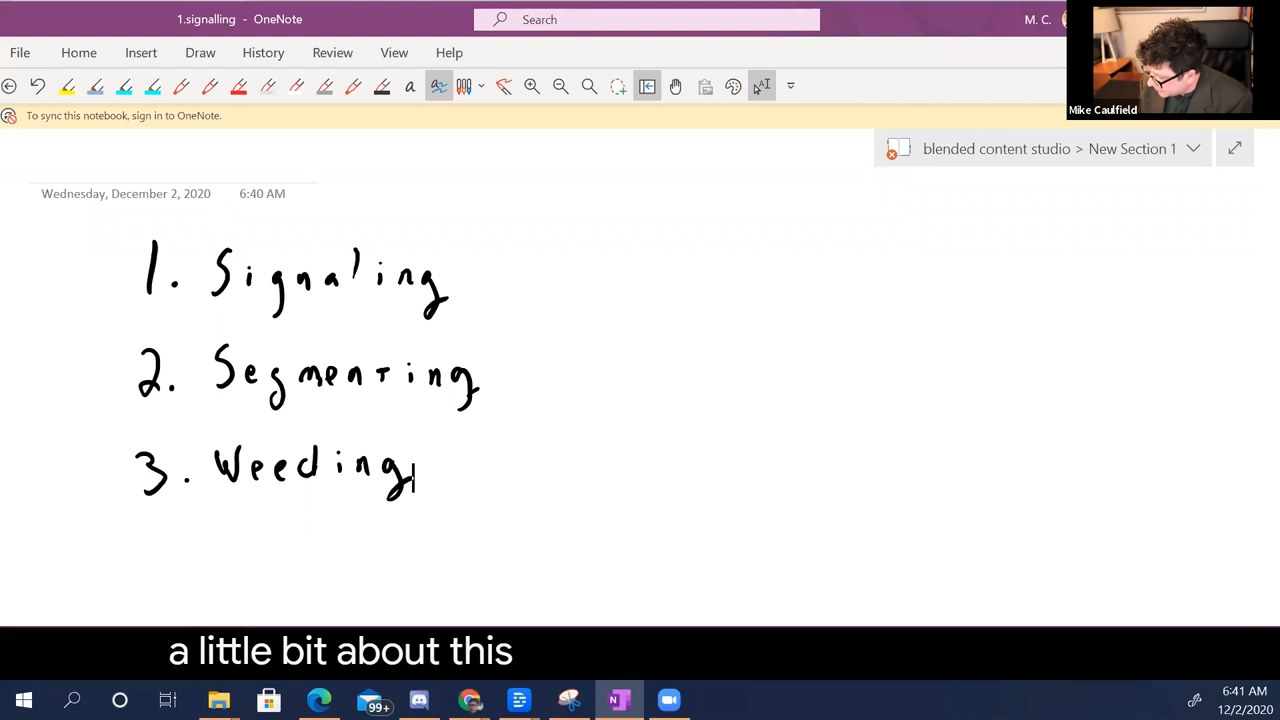 1.signalling - OneNote
Search
M. C.
File Home Insert Draw History Review View Help
To sync this notebook, sign in to OneNote.
blended content studio > New Section 1
Mike Caulfield
Wednesday, December 2, 2020 6:40 AM
1. Signaling
2. Segmenting
3. Weeding
a little bit about this
99+
6:41 AM
12/2/2020